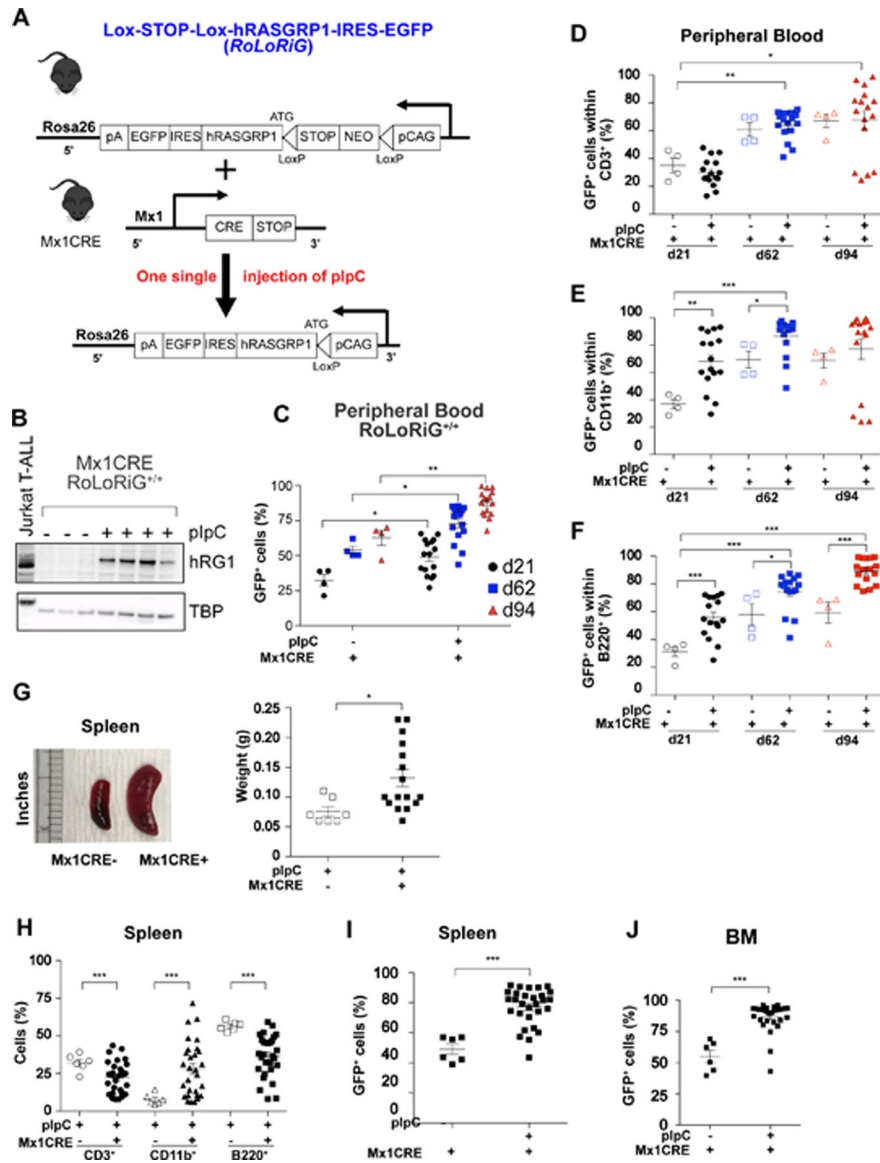 A
Lox-STOP-Lox-hRASGRP1-IRES-EGFP
(RoLoRiG)
ATG
Rosa26
pA EGFP IRES hRASGRP1 STOP NEO pCAG
5' LoxP LoxP
+
Mx1
CRE STOP
Mx1CRE
5' 3'
One single injection of pIpC
ATG
Rosa26
pA EGFP IRES hRASGRP1 pCAG
5' LoxP 3'
B
Jurkat T-ALL
Mx1CRE
RoLoRiG+/+
- - - + + + + pIpC
hRG1
TBP
C
Peripheral Bood
RoLoRiG+/+
** 
*
*
GFP+ cells (%)
100
75
50
25
0
d21
d62
d94
pIpC - +
Mx1CRE + +
D
Peripheral Blood
*
**
GFP+ cells within
CD3+ (%)
100
80
60
40
20
0
pIpC - + - + - +
Mx1CRE + + + + + +
d21 d62 d94
E
***
** *
GFP+ cells within
CD11b+ (%)
100
80
60
40
20
0
pIpC - + - + - +
Mx1CRE + + + + + +
d21 d62 d94
F
***
*** ***
*** *
GFP+ cells within
B220+ (%)
100
80
60
40
20
0
pIpC - + - + - +
Mx1CRE + + + + + +
d21 d62 d94
G
Spleen
Inches
Mx1CRE- Mx1CRE+
*
Weight (g)
0.25
0.20
0.15
0.10
0.05
0
pIpC + +
Mx1CRE - +
H
Spleen
*** *** ***
Cells (%)
100
75
50
25
0
pIpC + + + + + +
Mx1CRE - + - + - +
CD3+ CD11b+ B220+
I
Spleen
***
GFP+ cells (%)
100
80
60
40
20
0
pIpC - +
Mx1CRE + +
J
BM
***
GFP+ cells (%)
100
75
50
25
0
pIpC - +
Mx1CRE + +